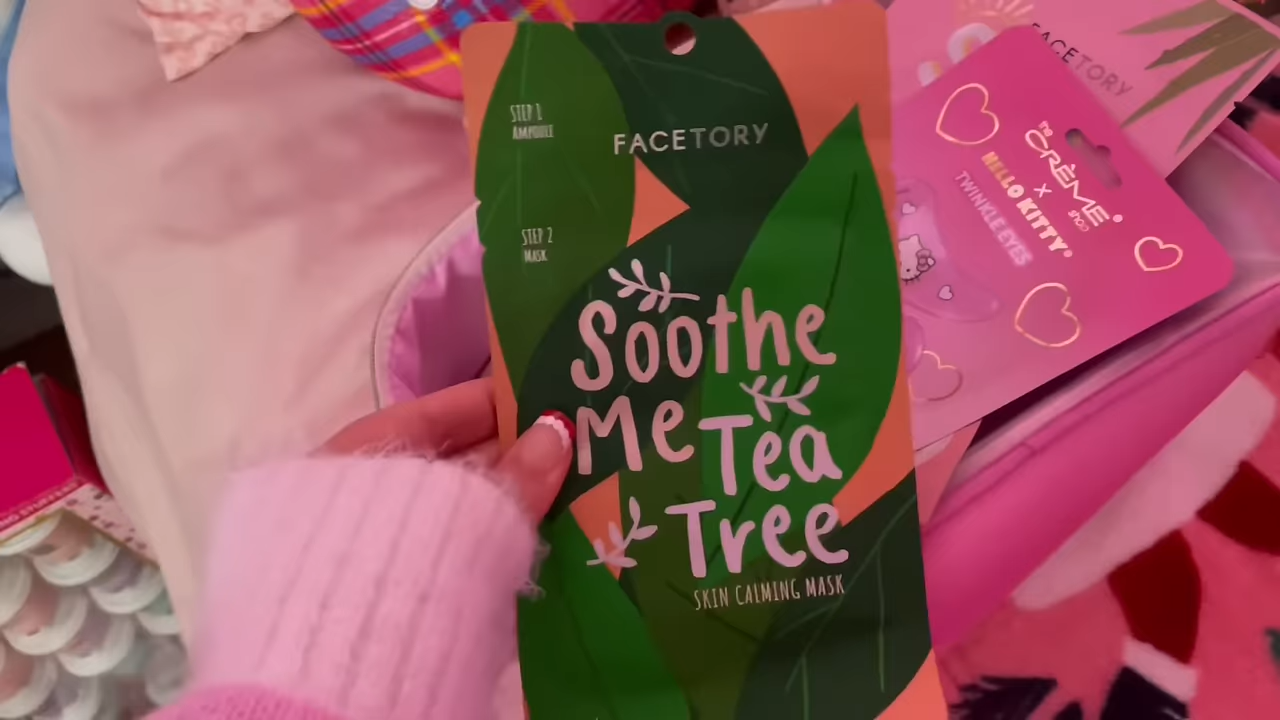 STEP 1
AMPOULE
FACETORY
STEP 2
MASK
Soothe
Me Tea
Tree
SKIN CALMING MASK
FACETORY
THE
CRÈME®
shop
×
HELLO KITTY®
TWINKLE EYES